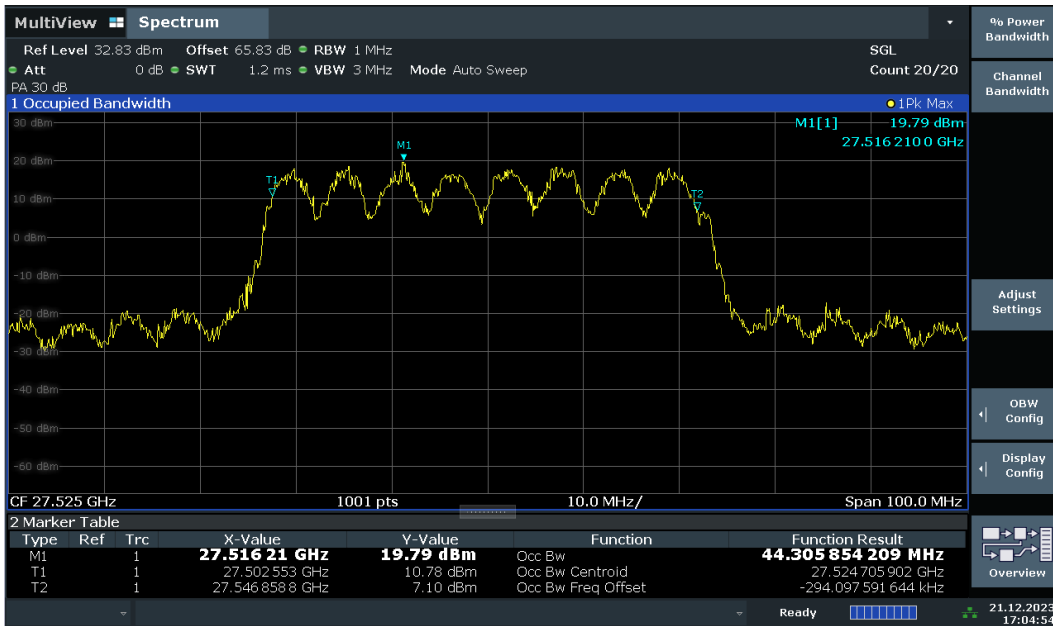 MultiView Spectrum
Ref Level 32.83 dBm Offset 65.83 dB RBW 1 MHz SGL
Att 0 dB SWT 1.2 ms VBW 3 MHz Mode Auto Sweep Count 20/20
PA 30 dB
1 Occupied Bandwidth 1Pk Max
30 dBm
M1[1] 19.79 dBm
27.516 210 0 GHz
M1
20 dBm
T1
T2
10 dBm
0 dBm
-10 dBm
-20 dBm
-30 dBm
-40 dBm
-50 dBm
-60 dBm
CF 27.525 GHz 1001 pts 10.0 MHz/ Span 100.0 MHz
2 Marker Table
Type Ref Trc X-Value Y-Value Function Function Result
M1 1 27.516 21 GHz 19.79 dBm Occ Bw 44.305 854 209 MHz
T1 1 27.502 553 GHz 10.78 dBm Occ Bw Centroid 27.524 705 902 GHz
T2 1 27.546 858 8 GHz 7.10 dBm Occ Bw Freq Offset -294.097 591 644 kHz
Ready 21.12.2023
17:04:54
% Power
Bandwidth
Channel
Bandwidth
Adjust
Settings
OBW
Config
Display
Config
Overview